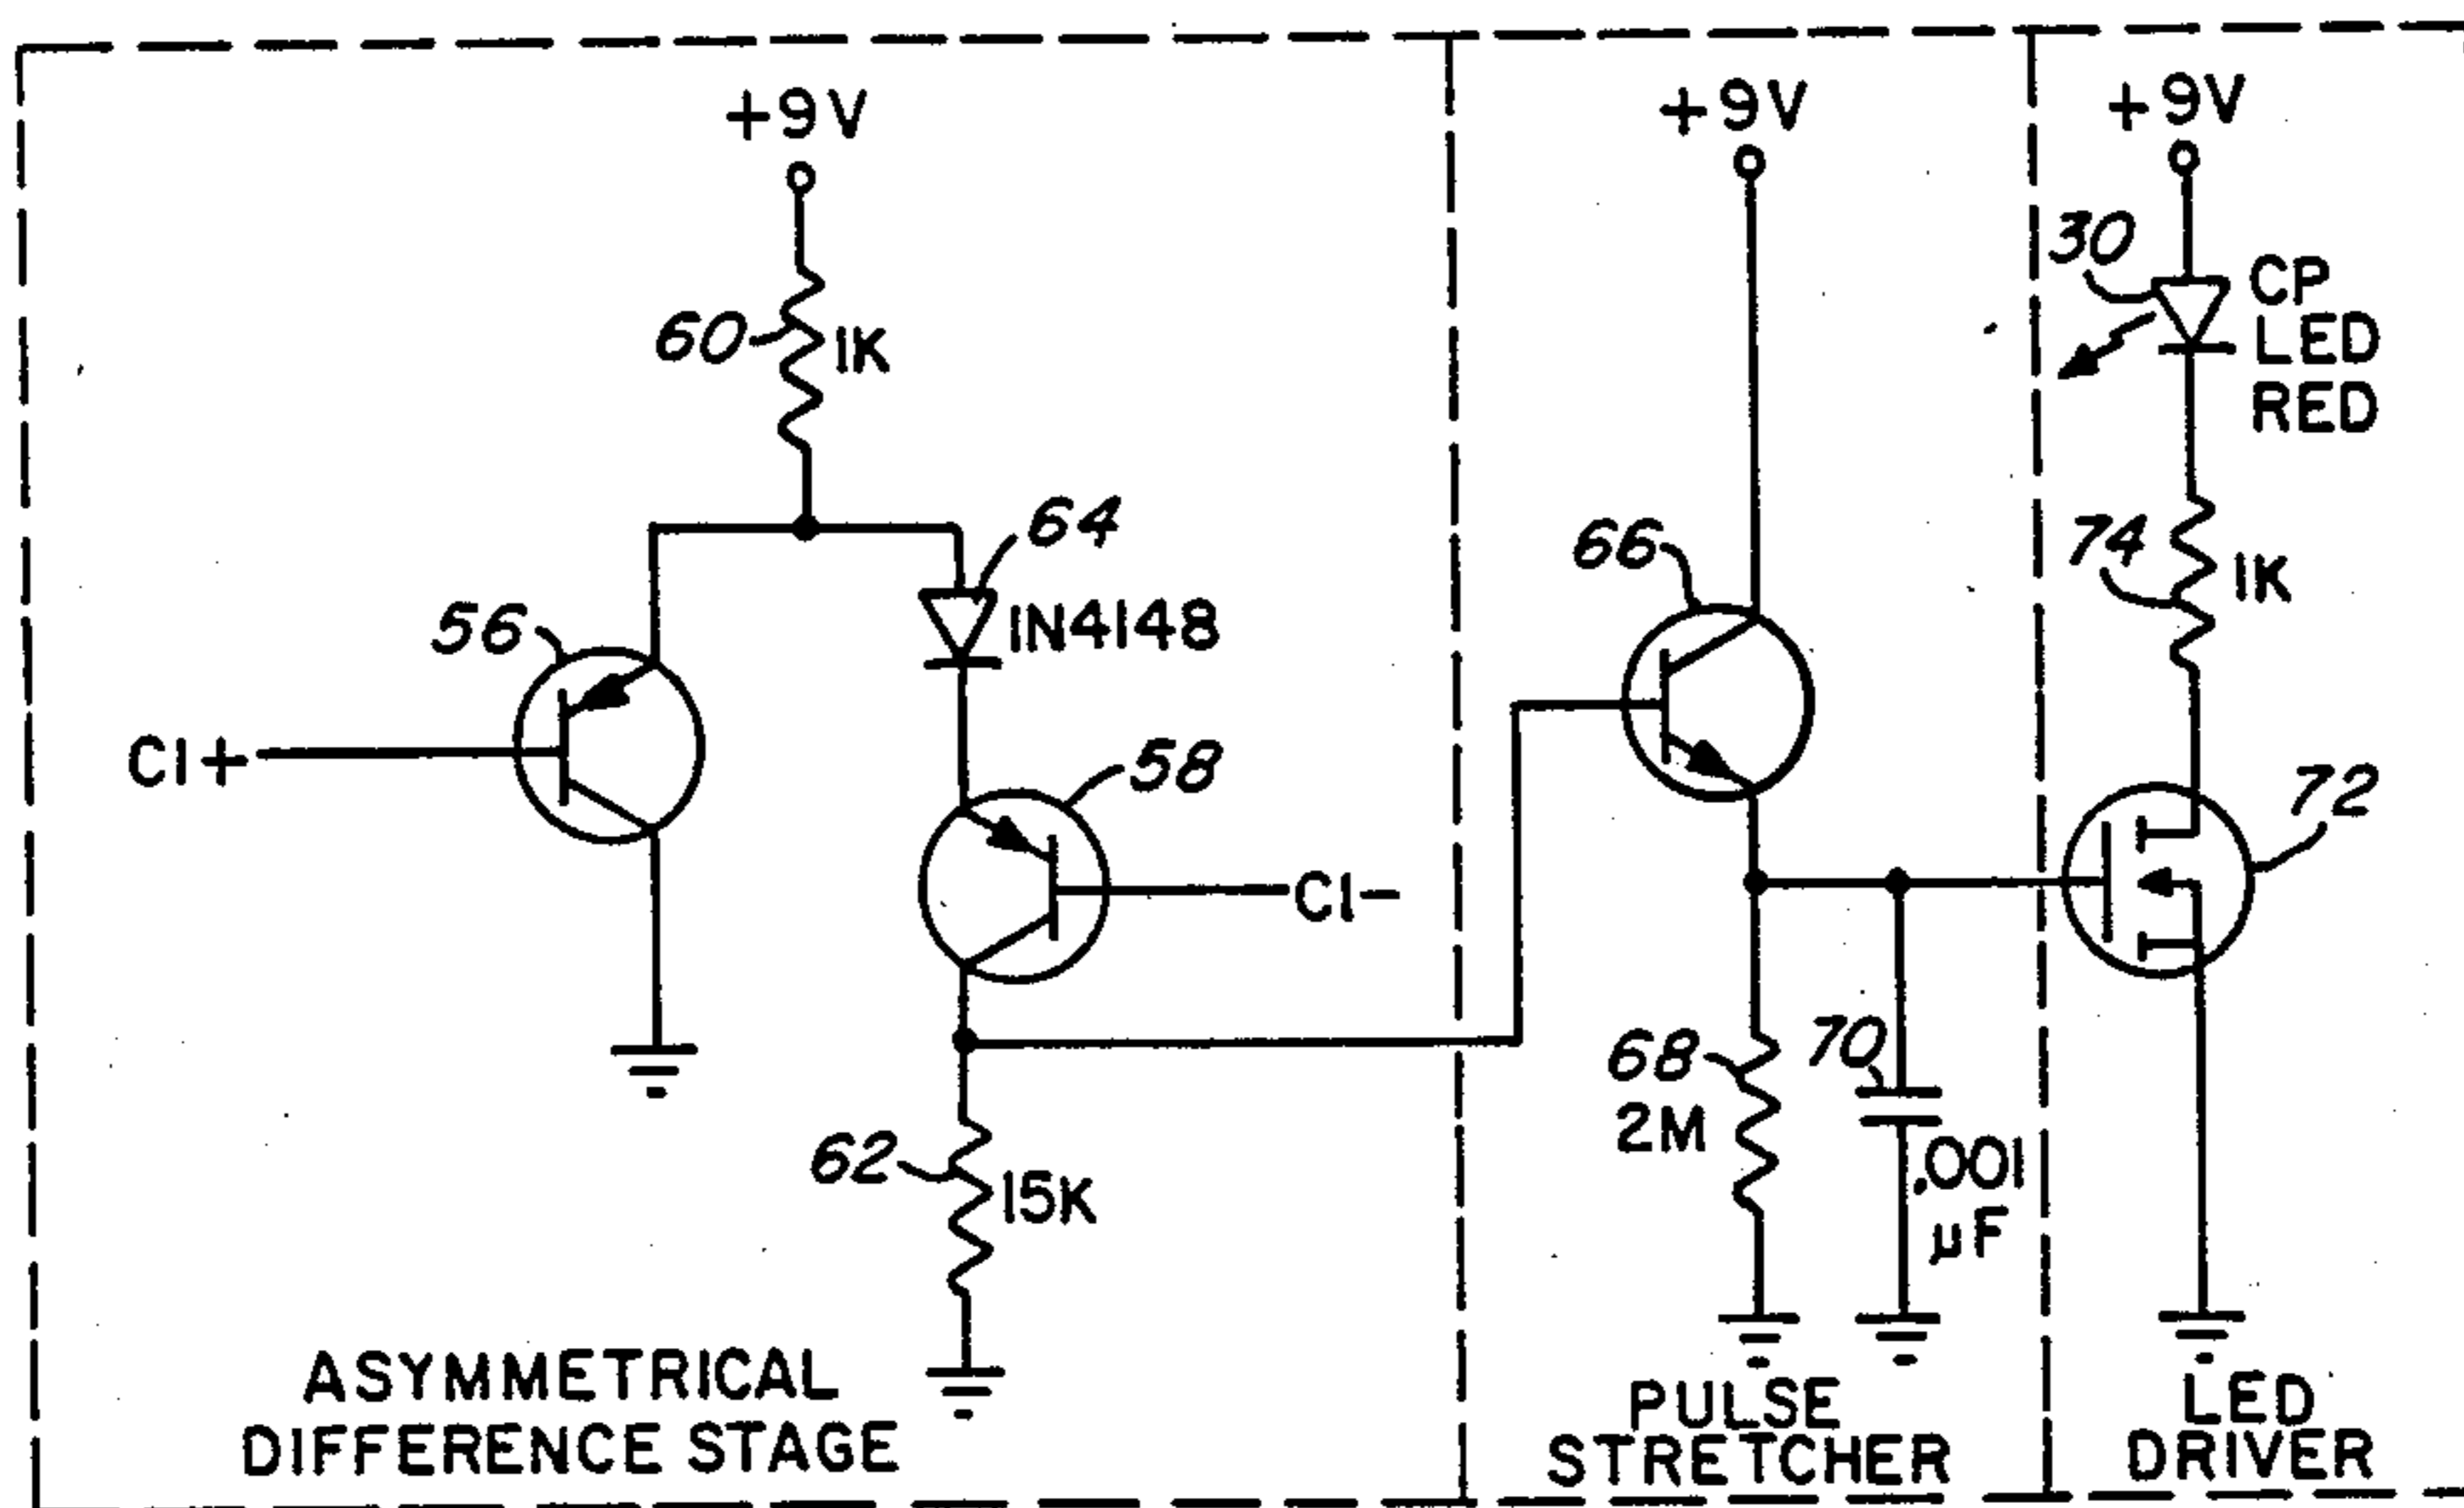 +9V
60
1K
64
1N4148
56
C1+
58
C1-
62
15K
ASYMMETRICAL
DIFFERENCE STAGE
+9V
66
68
2M
70
.001
µF
PULSE
STRETCHER
+9V
30
CP
LED
RED
74
1K
72
LED
DRIVER